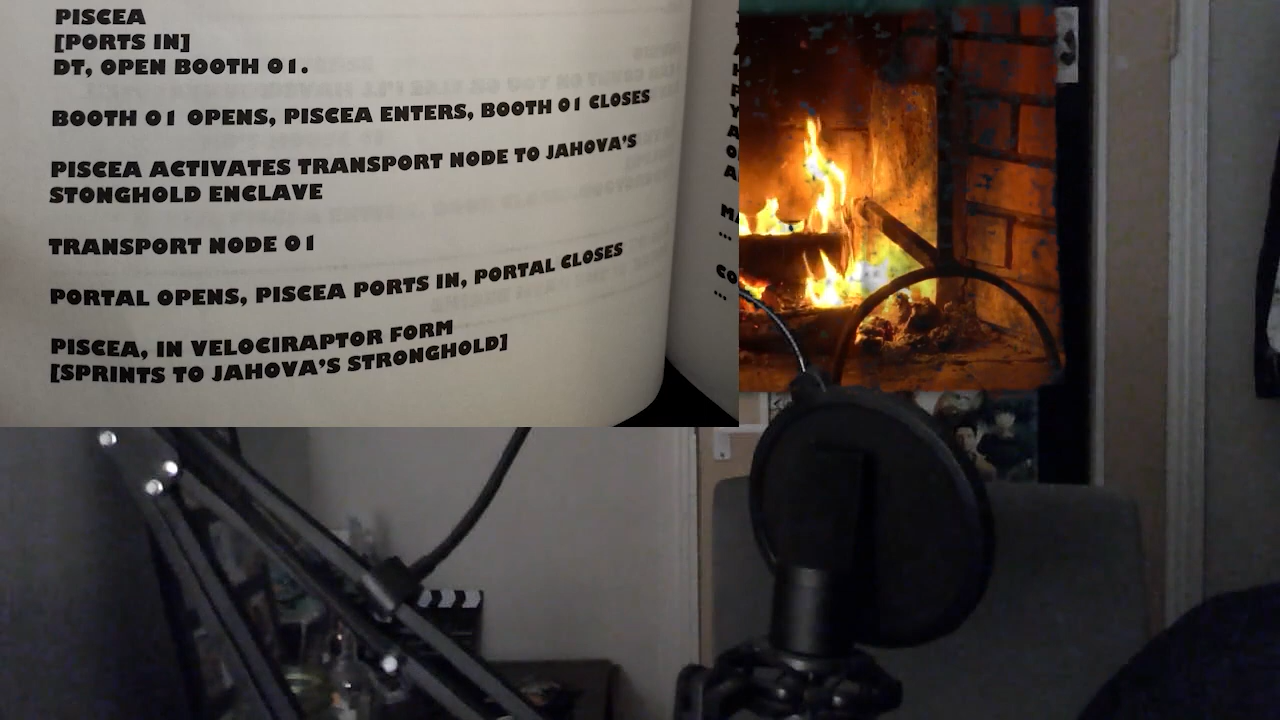 PISCEA
[PORTS IN]
DT, OPEN BOOTH 01.
BOOTH 01 OPENS, PISCEA ENTERS, BOOTH 01 CLOSES
PISCEA ACTIVATES TRANSPORT NODE TO JAHOVA'S
STONGHOLD ENCLAVE
TRANSPORT NODE 01
PORTAL OPENS, PISCEA PORTS IN, PORTAL CLOSES
PISCEA, IN VELOCIRAPTOR FORM
[SPRINTS TO JAHOVA'S STRONGHOLD]